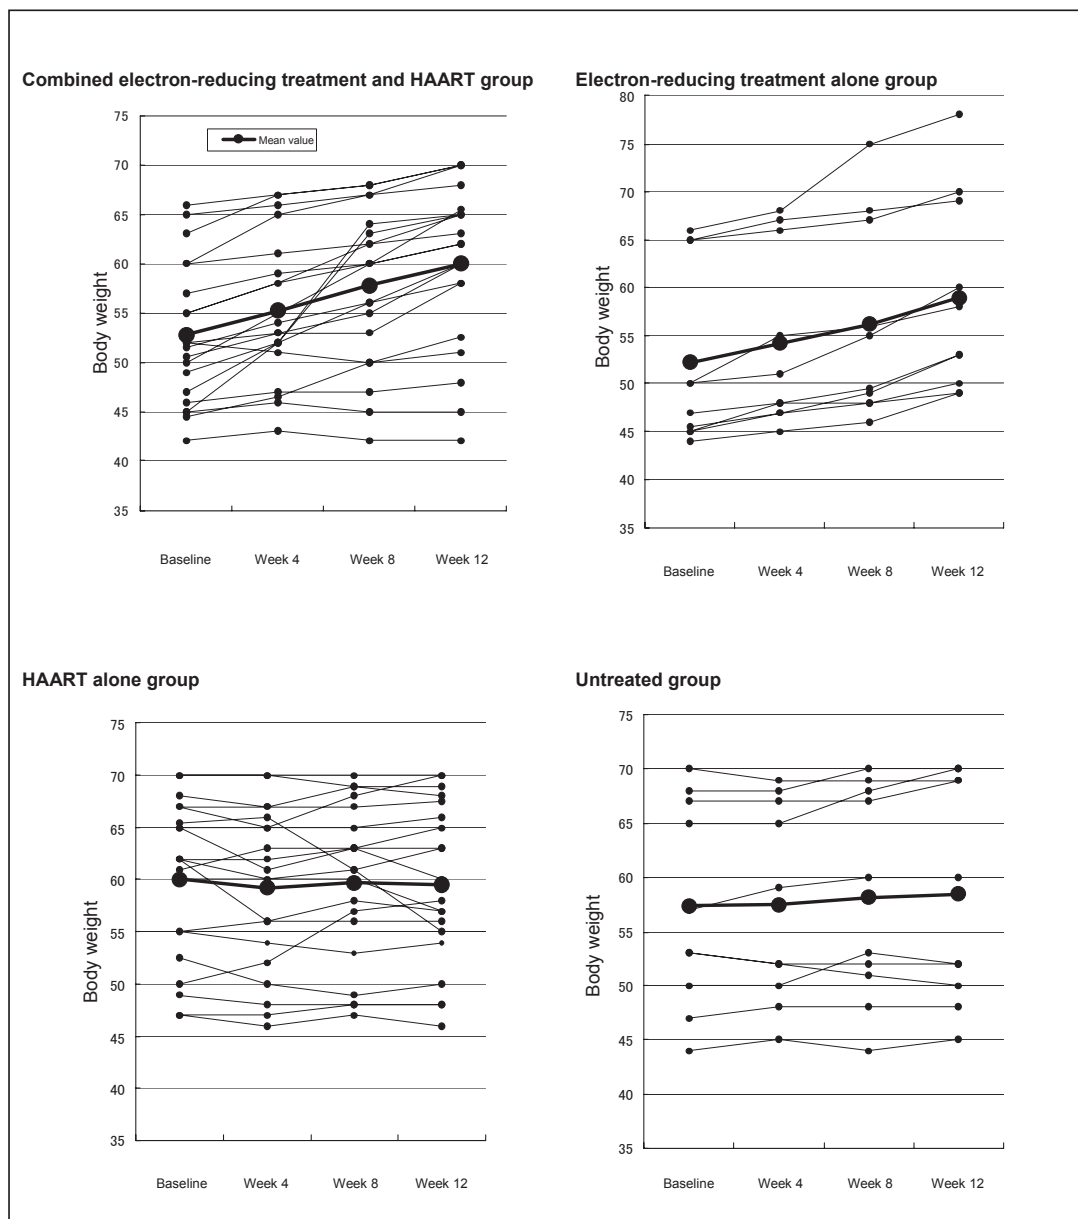 Combined electron-reducing treatment and HAART group
75
70
65
60
55
50
45
40
35
Body weight
Mean value
Baseline Week 4 Week 8 Week 12
Electron-reducing treatment alone group
80
75
70
65
60
55
50
45
40
35
Body weight
Baseline Week 4 Week 8 Week 12
HAART alone group
75
70
65
60
55
50
45
40
35
Body weight
Baseline Week 4 Week 8 Week 12
Untreated group
75
70
65
60
55
50
45
40
35
Body weight
Baseline Week 4 Week 8 Week 12